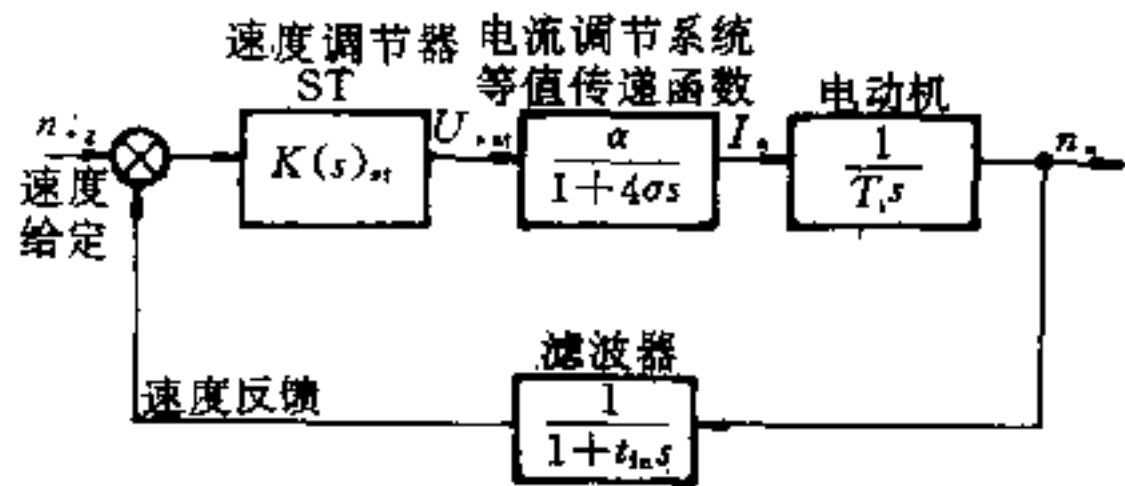 速度调节器
ST
电流调节系统
等值传递函数
电动机
速度
给定
K(s)
α
1+4σs
1
滤波器
速度反馈
1